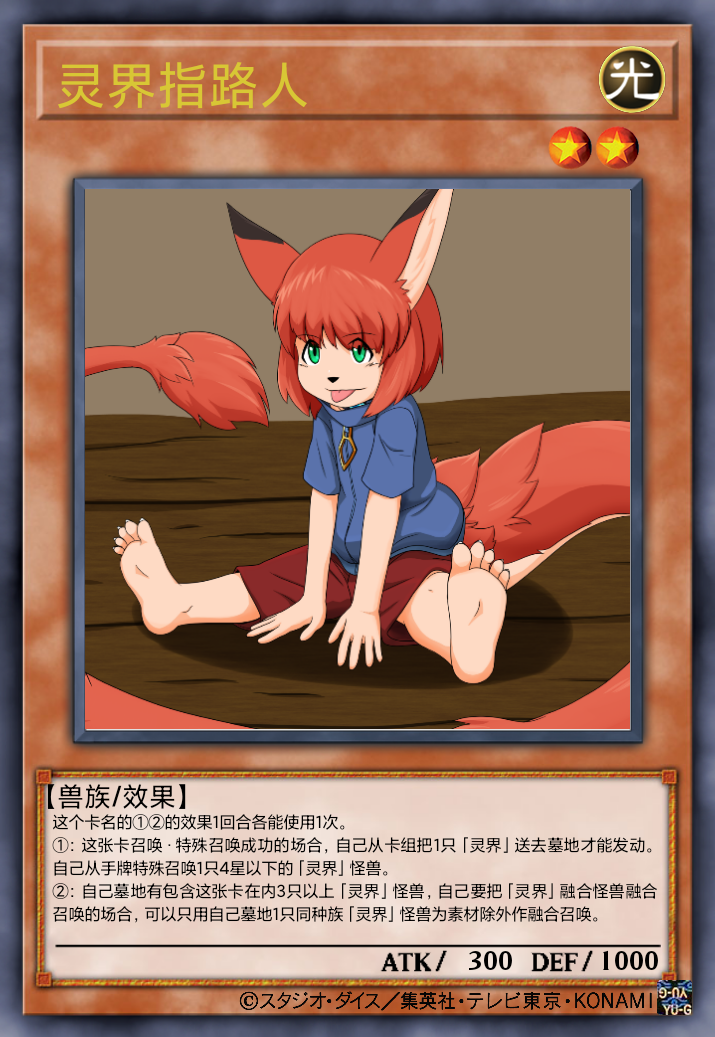 灵界指路人
光
【兽族/效果】
这个卡名的①②的效果1回合各能使用1次。
①：这张卡召唤·特殊召唤成功的场合，自己从卡组把1只「灵界」送去墓地才能发动。
自己从手牌特殊召唤1只4星以下的「灵界」怪兽。
②：自己墓地有包含这张卡在内3只以上「灵界」怪兽，自己要把「灵界」融合怪兽融合
召唤的场合，可以只用自己墓地1只同种族「灵界」怪兽为素材除外作融合召唤。
ATK/ 300 DEF/1000
©スタジオ・ダイス／集英社・テレビ東京・KONAMI
YU-G
YU-G